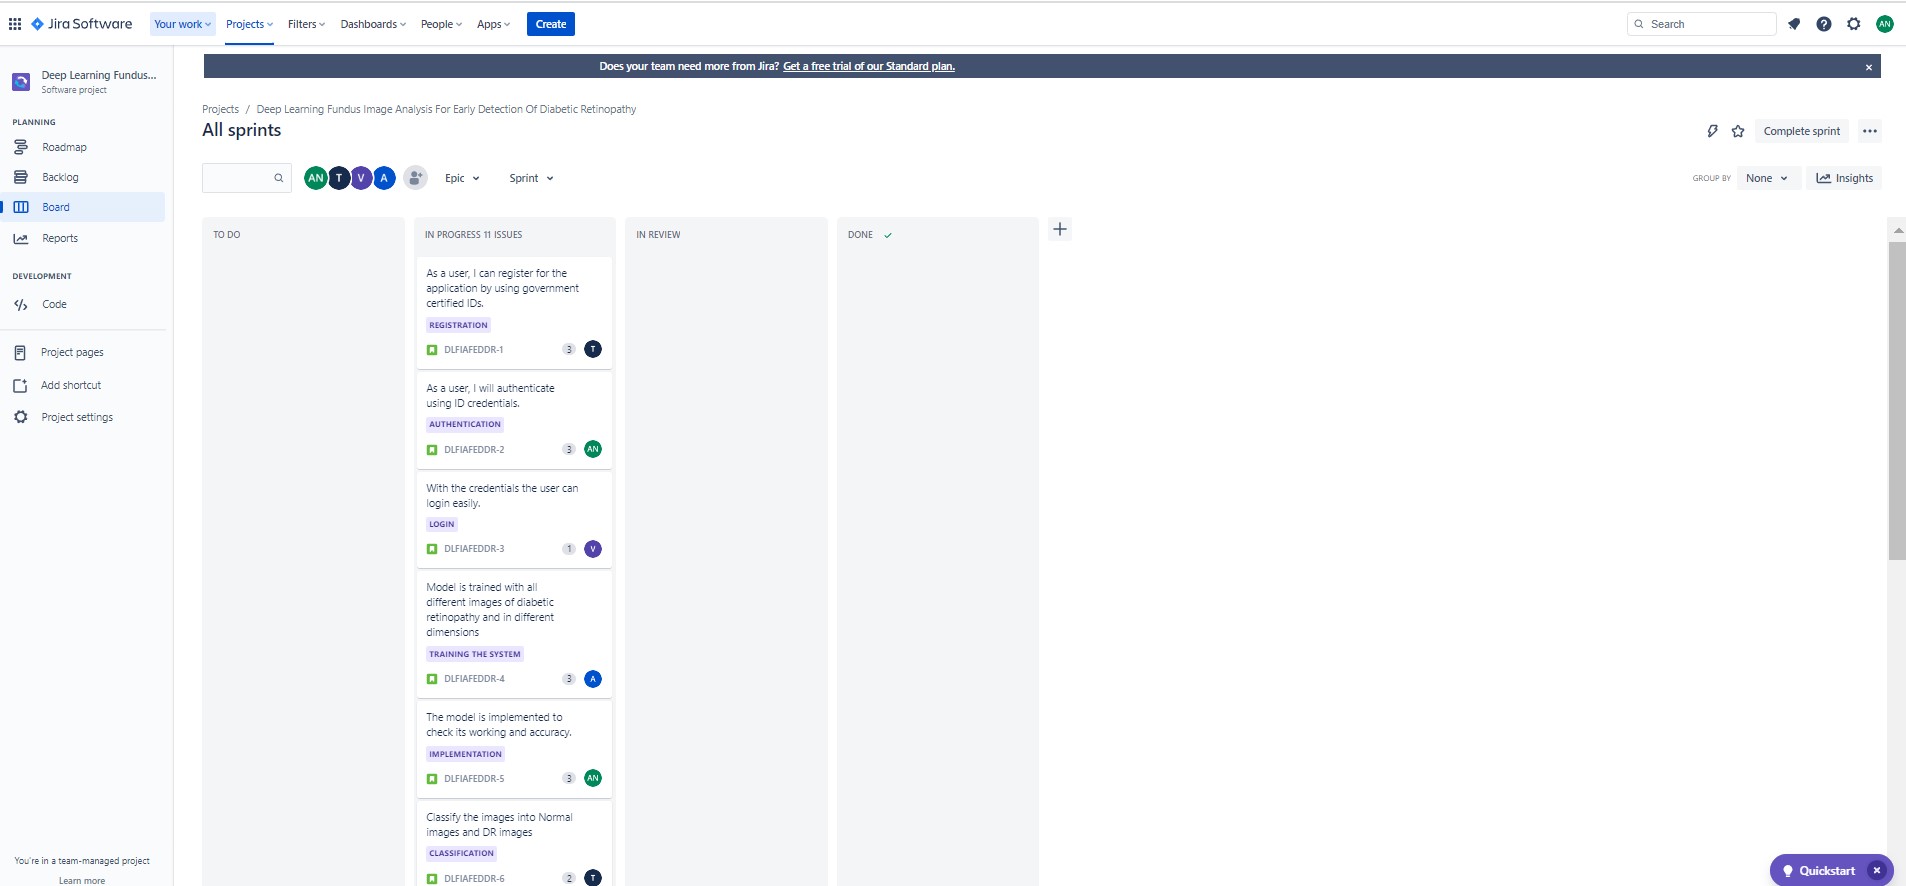 Jira Software Your work Projects Filters Dashboards People Apps Create Search AN
Does your team need more from Jira? Get a free trial of our Standard plan.
Deep Learning Fundus...
Software project
PLANNING
Roadmap
Backlog
Board
Reports
DEVELOPMENT
Code
Project pages
Add shortcut
Project settings
You're in a team-managed project
Learn more
Projects / Deep Learning Fundus Image Analysis For Early Detection Of Diabetic Retinopathy
All sprints
Complete sprint
AN T V A Epic Sprint
GROUP BY None Insights
TO DO
IN PROGRESS 11 ISSUES
As a user, I can register for the
application by using government
certified IDs.
REGISTRATION
DLFIAFEDDR-1 3 T
As a user, I will authenticate
using ID credentials.
AUTHENTICATION
DLFIAFEDDR-2 3 AN
With the credentials the user can
login easily.
LOGIN
DLFIAFEDDR-3 1 V
Model is trained with all
different images of diabetic
retinopathy and in different
dimensions
TRAINING THE SYSTEM
DLFIAFEDDR-4 3 A
The model is implemented to
check its working and accuracy.
IMPLEMENTATION
DLFIAFEDDR-5 3 AN
Classify the images into Normal
images and DR images
CLASSIFICATION
DLFIAFEDDR-6 2 T
IN REVIEW
DONE
Quickstart